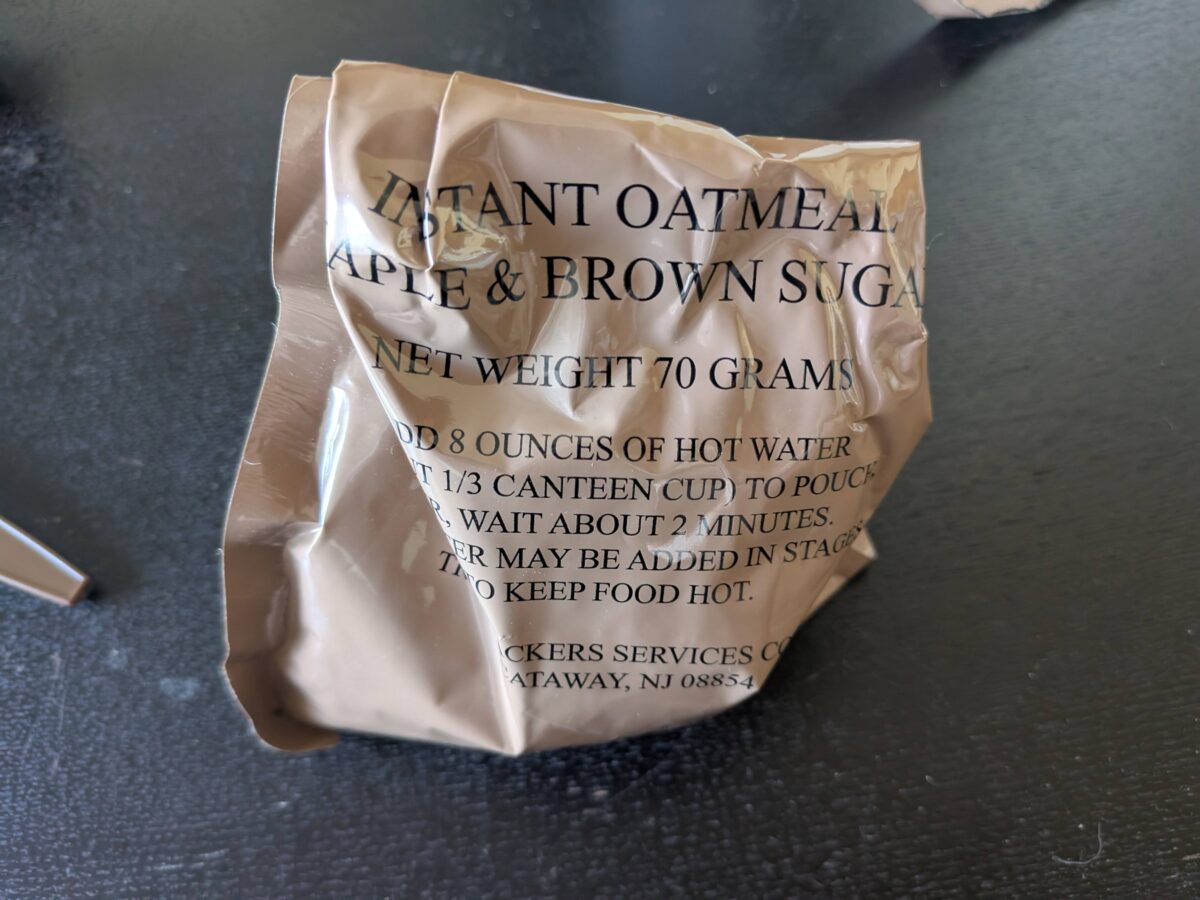 INSTANT OATMEAL
APLE & BROWN SUGA
NET WEIGHT 70 GRAMS
DD 8 OUNCES OF HOT WATER
T 1/3 CANTEEN CUP) TO POUCH
R, WAIT ABOUT 2 MINUTES.
ER MAY BE ADDED IN STAGES
TO KEEP FOOD HOT.
CKERS SERVICES CO
ATAWAY, NJ 08854